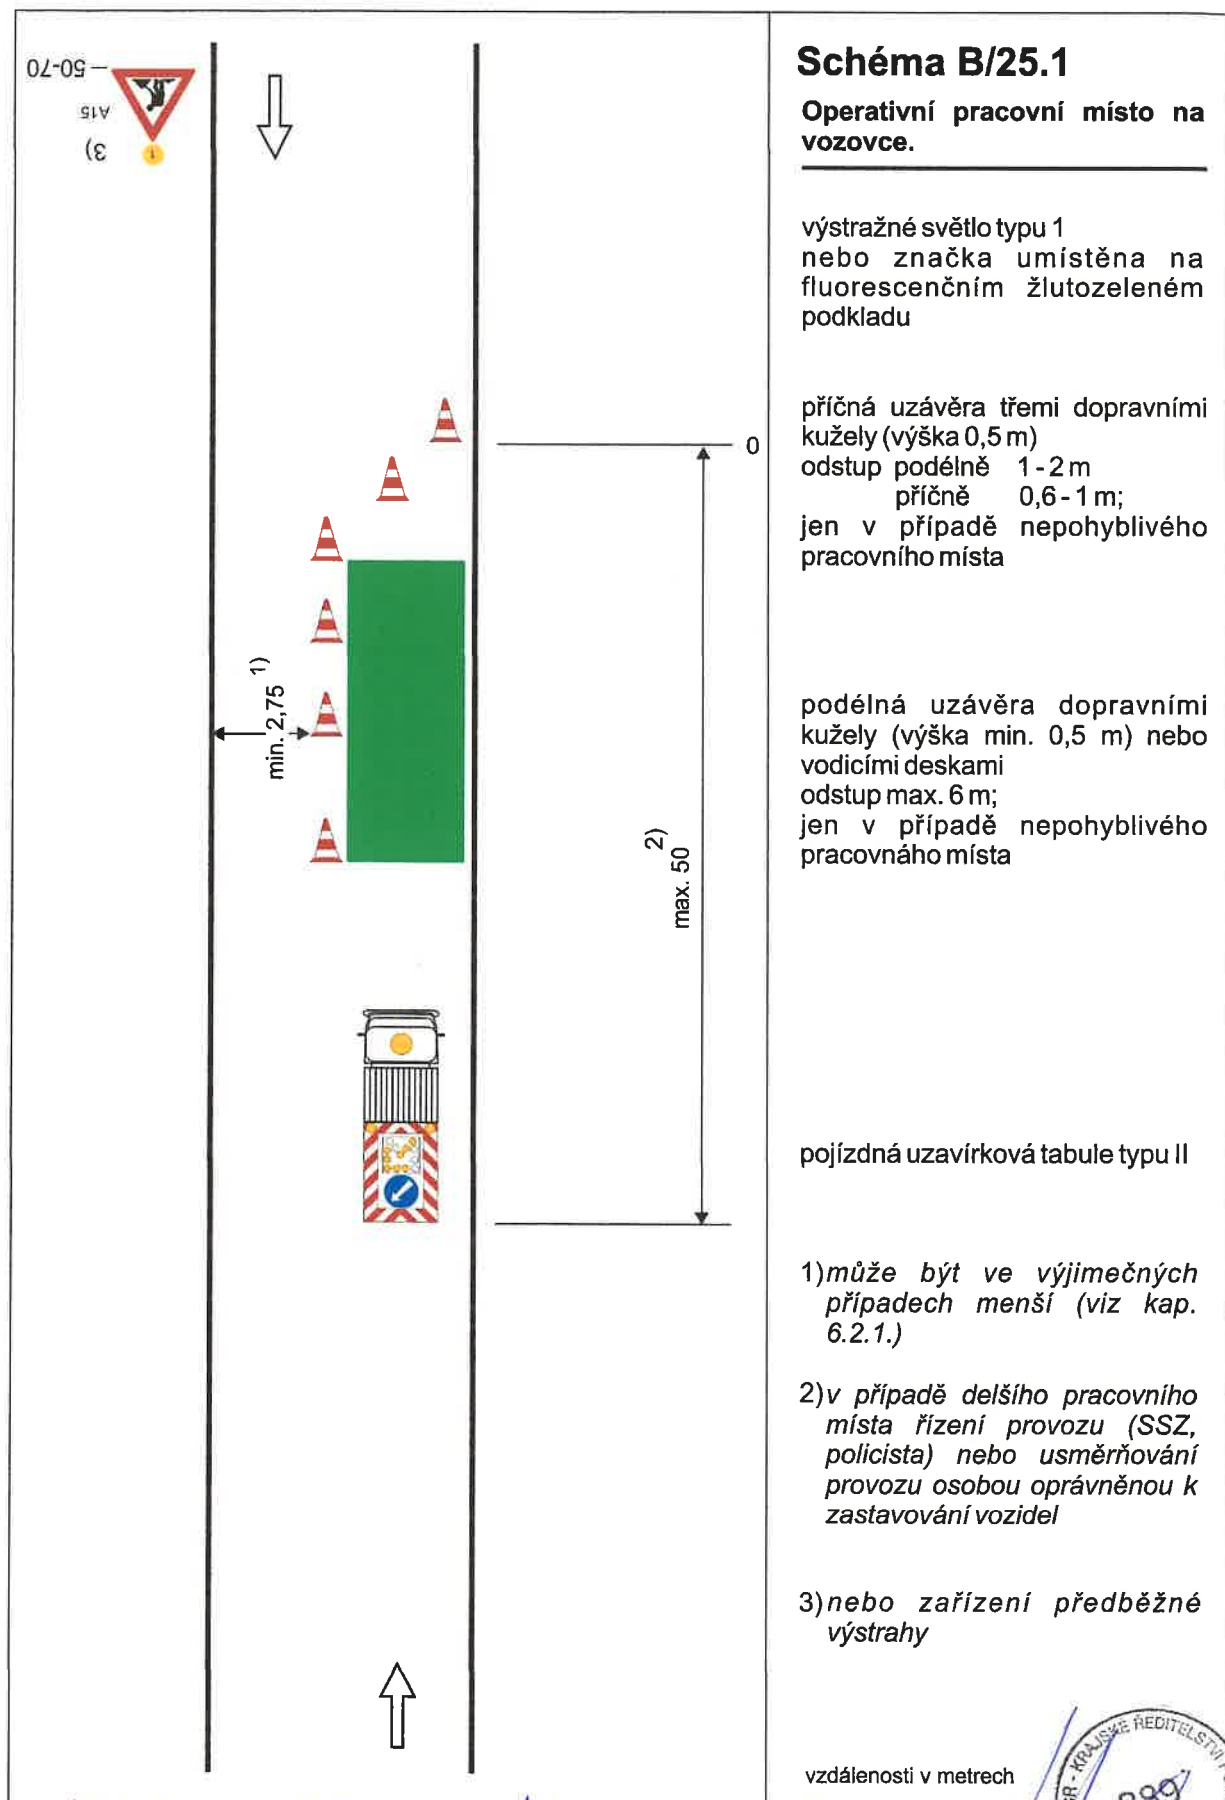 50-70
A15
3)
1
0
min. 2,75 1)
max. 50 2)
Schéma B/25.1
Operativní pracovní místo na
vozovce.
výstražné světlo typu 1
nebo značka umístěna na
fluorescenčním žlutozeleném
podkladu
příčná uzávěra třemi dopravními
kužely (výška 0,5 m)
odstup podélně 1 - 2 m
příčně 0,6 - 1 m;
jen v případě nepohyblivého
pracovního místa
podélná uzávěra dopravními
kužely (výška min. 0,5 m) nebo
vodicími deskami
odstup max. 6 m;
jen v případě nepohyblivého
pracovnáho místa
pojízdná uzavírková tabule typu II
1) může být ve výjimečných
případech menší (viz kap.
6.2.1.)
2) v případě delšího pracovního
místa řízení provozu (SSZ,
policista) nebo usměrňování
provozu osobou oprávněnou k
zastavování vozidel
3) nebo zařízení předběžné
výstrahy
vzdálenosti v metrech
KRAJSKÉ ŘEDITELSTVÍ